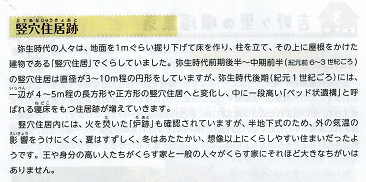 竪穴住居跡
弥生時代の人々は、地面を1mぐらい掘り下げて床を作り、柱を立て、その上に屋根をかけた
建物である「竪穴住居」でくらしていました。弥生時代前期後半~中期前半(紀元前6~3世紀ごろ)
の竪穴住居は直径が3~10m程の円形をしていますが、弥生時代後期(紀元1世紀ごろ)には、
一辺が4~5m程の長方形や正方形の竪穴住居へと変化し、中に一段高い「ベッド状遺構」と呼
ばれる寝床をもつ住居跡が増えていきます。
竪穴住居内には、火を焚いた「炉跡」も確認されていますが、半地下式のため、外の気温の
影響をうけにくく、夏はすずしく、冬はあたたかい、想像以上にくらしやすい住まいだったよ
うです。王や身分の高い人たちがくらす家と一般の人々がくらす家にそれほど大きなちがいは
ありません。